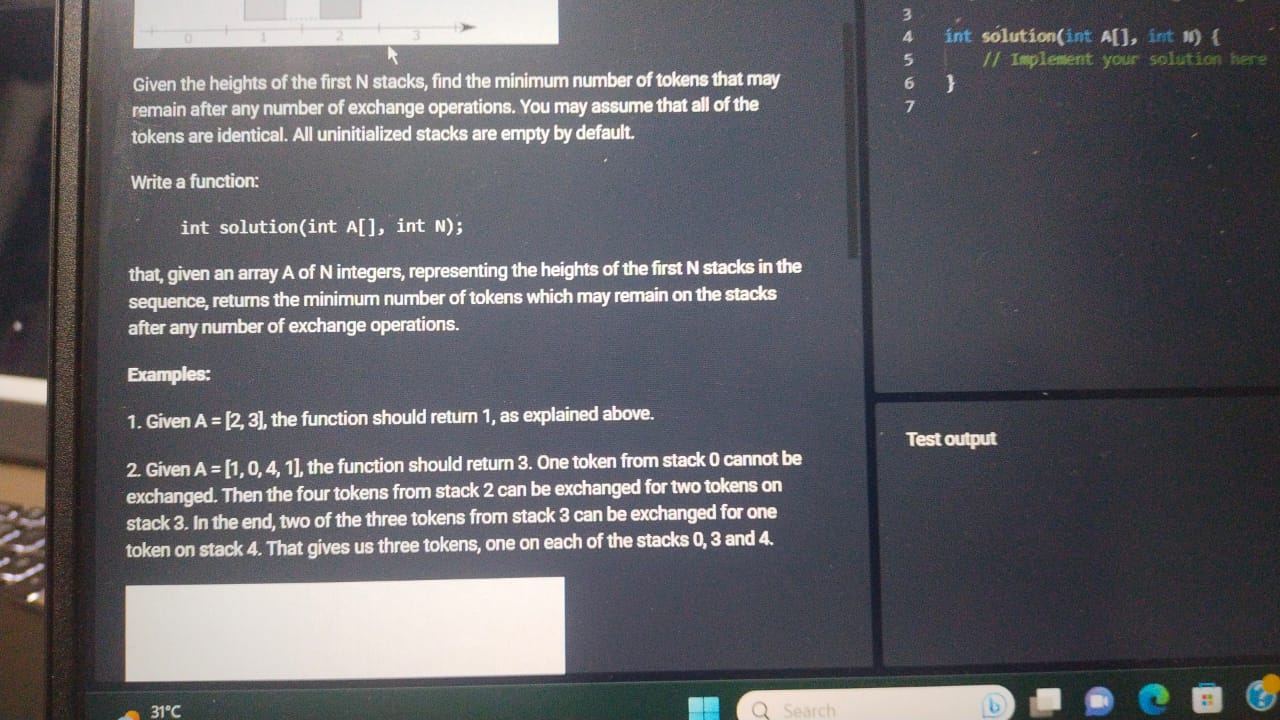 0 1 2 3
Given the heights of the first N stacks, find the minimum number of tokens that may
remain after any number of exchange operations. You may assume that all of the
tokens are identical. All uninitialized stacks are empty by default.
Write a function:
int solution(int A[], int N);
that, given an array A of N integers, representing the heights of the first N stacks in the
sequence, returns the minimum number of tokens which may remain on the stacks
after any number of exchange operations.
Examples:
1. Given A = [2, 3], the function should return 1, as explained above.
2. Given A = [1, 0, 4, 1], the function should return 3. One token from stack 0 cannot be
exchanged. Then the four tokens from stack 2 can be exchanged for two tokens on
stack 3. In the end, two of the three tokens from stack 3 can be exchanged for one
token on stack 4. That gives us three tokens, one on each of the stacks 0, 3 and 4.
3
4 int solution(int A[], int N) {
5 // Implement your solution here
6 }
7
Test output
31°C
Search